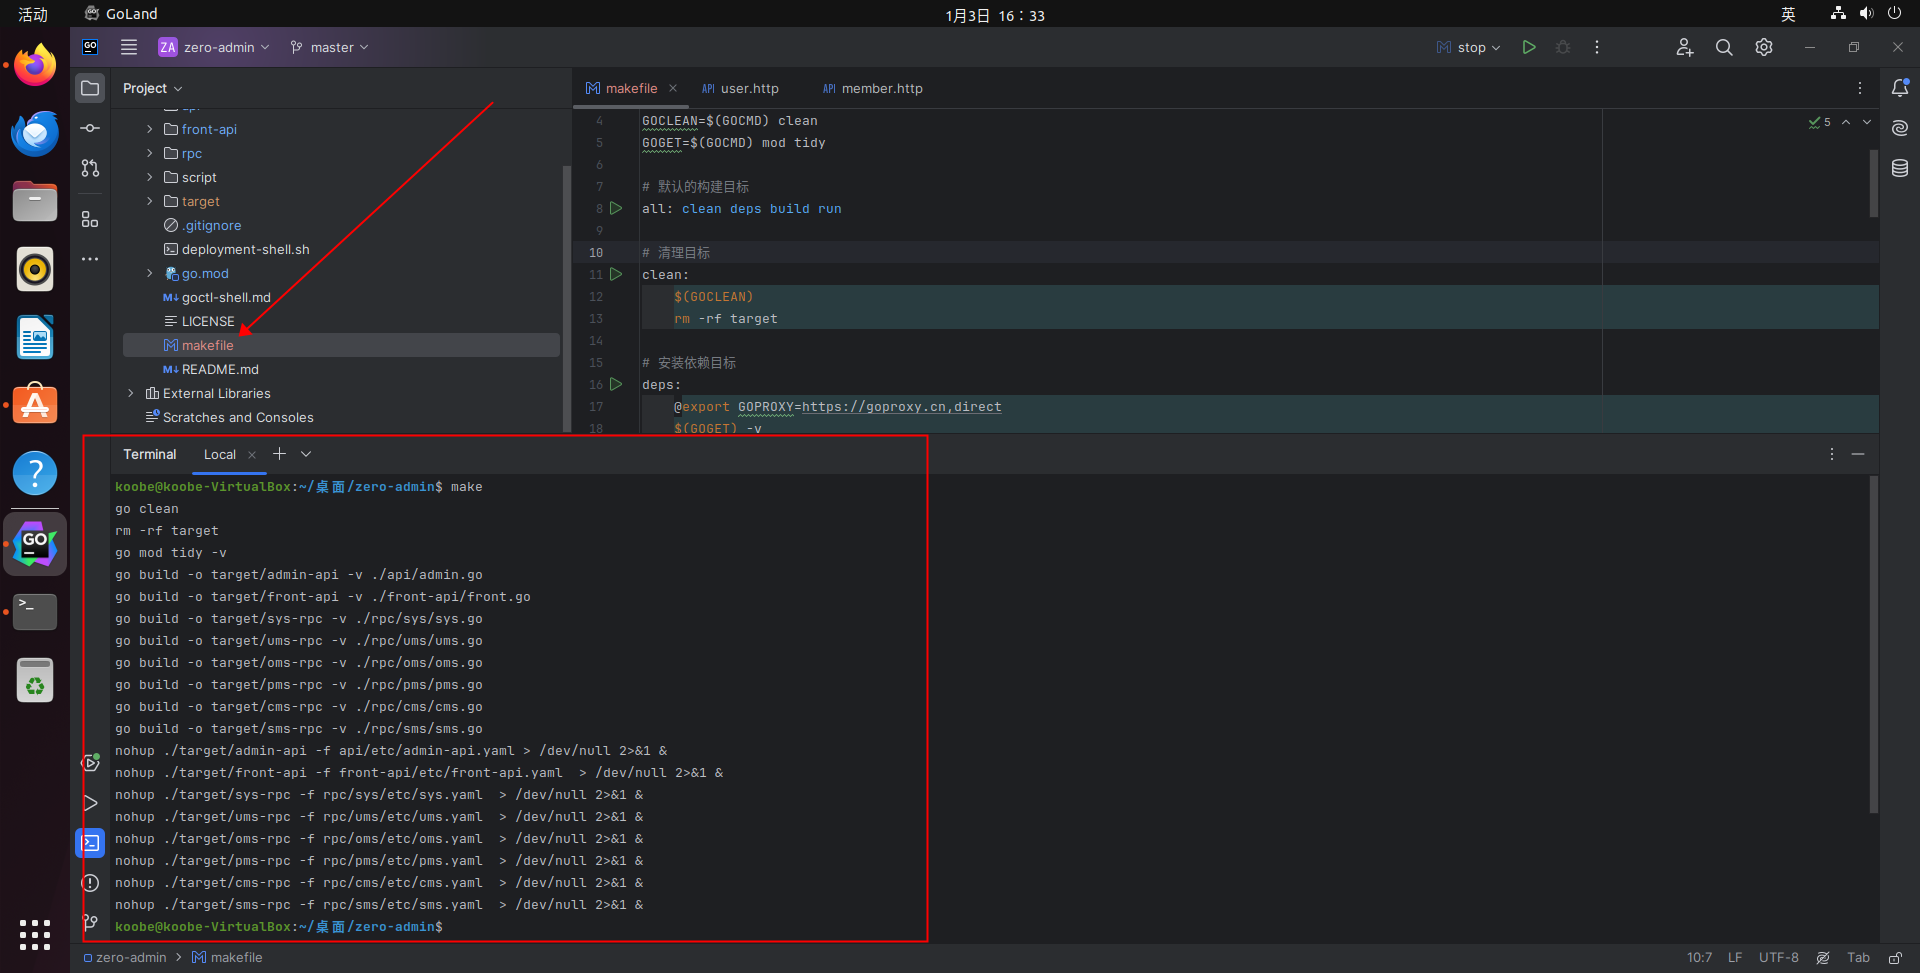 活动
GoLand
1月3日 16：33
英
GO
ZA zero-admin
master
stop
Project
front-api
rpc
script
target
.gitignore
deployment-shell.sh
go.mod
M↓ goctl-shell.md
LICENSE
makefile
M↓ README.md
External Libraries
Scratches and Consoles
makefile
API user.http
API member.http
5
4 GOCLEAN=$(GOCMD) clean
5 GOGET=$(GOCMD) mod tidy
6
7 # 默认的构建目标
8 all: clean deps build run
9
10 # 清理目标
11 clean:
12 $(GOCLEAN)
13 rm -rf target
14
15 # 安装依赖目标
16 deps:
17 @export GOPROXY=https://goproxy.cn,direct
18 $(GOGET) -v
Terminal
Local
koobe@koobe-VirtualBox:~/桌面/zero-admin$ make
go clean
rm -rf target
go mod tidy -v
go build -o target/admin-api -v ./api/admin.go
go build -o target/front-api -v ./front-api/front.go
go build -o target/sys-rpc -v ./rpc/sys/sys.go
go build -o target/ums-rpc -v ./rpc/ums/ums.go
go build -o target/oms-rpc -v ./rpc/oms/oms.go
go build -o target/pms-rpc -v ./rpc/pms/pms.go
go build -o target/cms-rpc -v ./rpc/cms/cms.go
go build -o target/sms-rpc -v ./rpc/sms/sms.go
nohup ./target/admin-api -f api/etc/admin-api.yaml > /dev/null 2>&1 &
nohup ./target/front-api -f front-api/etc/front-api.yaml  > /dev/null 2>&1 &
nohup ./target/sys-rpc -f rpc/sys/etc/sys.yaml  > /dev/null 2>&1 &
nohup ./target/ums-rpc -f rpc/ums/etc/ums.yaml  > /dev/null 2>&1 &
nohup ./target/oms-rpc -f rpc/oms/etc/oms.yaml  > /dev/null 2>&1 &
nohup ./target/pms-rpc -f rpc/pms/etc/pms.yaml  > /dev/null 2>&1 &
nohup ./target/cms-rpc -f rpc/cms/etc/cms.yaml  > /dev/null 2>&1 &
nohup ./target/sms-rpc -f rpc/sms/etc/sms.yaml  > /dev/null 2>&1 &
koobe@koobe-VirtualBox:~/桌面/zero-admin$
zero-admin > makefile
10:7 LF UTF-8 Tab